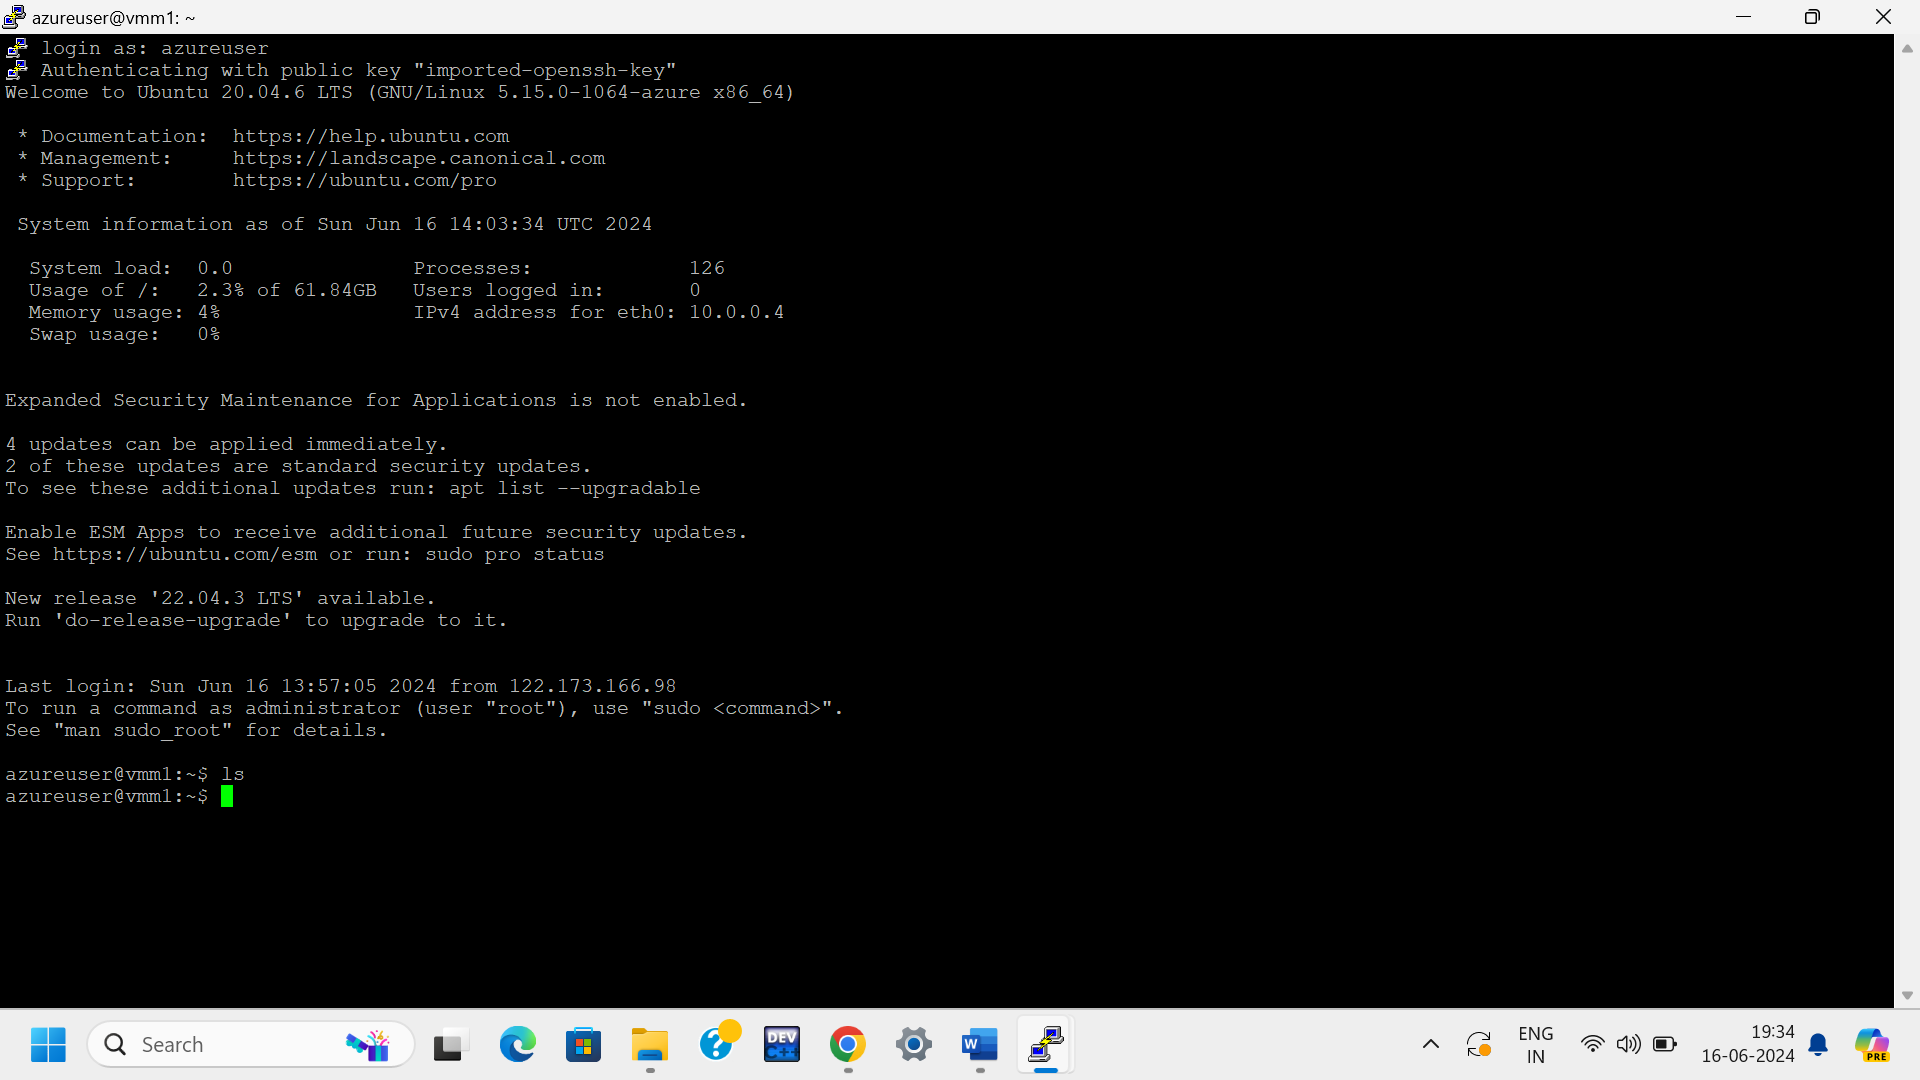 azureuser@vmm1: ~
login as: azureuser
Authenticating with public key "imported-openssh-key"
Welcome to Ubuntu 20.04.6 LTS (GNU/Linux 5.15.0-1064-azure x86_64)
* Documentation:  https://help.ubuntu.com
* Management:     https://landscape.canonical.com
* Support:        https://ubuntu.com/pro
System information as of Sun Jun 16 14:03:34 UTC 2024
System load:  0.0               Processes:             126
Usage of /:   2.3% of 61.84GB   Users logged in:       0
Memory usage: 4%                IPv4 address for eth0: 10.0.0.4
Swap usage:   0%
Expanded Security Maintenance for Applications is not enabled.
4 updates can be applied immediately.
2 of these updates are standard security updates.
To see these additional updates run: apt list --upgradable
Enable ESM Apps to receive additional future security updates.
See https://ubuntu.com/esm or run: sudo pro status
New release '22.04.3 LTS' available.
Run 'do-release-upgrade' to upgrade to it.
Last login: Sun Jun 16 13:57:05 2024 from 122.173.166.98
To run a command as administrator (user "root"), use "sudo <command>".
See "man sudo_root" for details.
azureuser@vmm1:~$ ls
azureuser@vmm1:~$
Search
DEV
C++
W
ENG
IN
19:34
16-06-2024
PRE